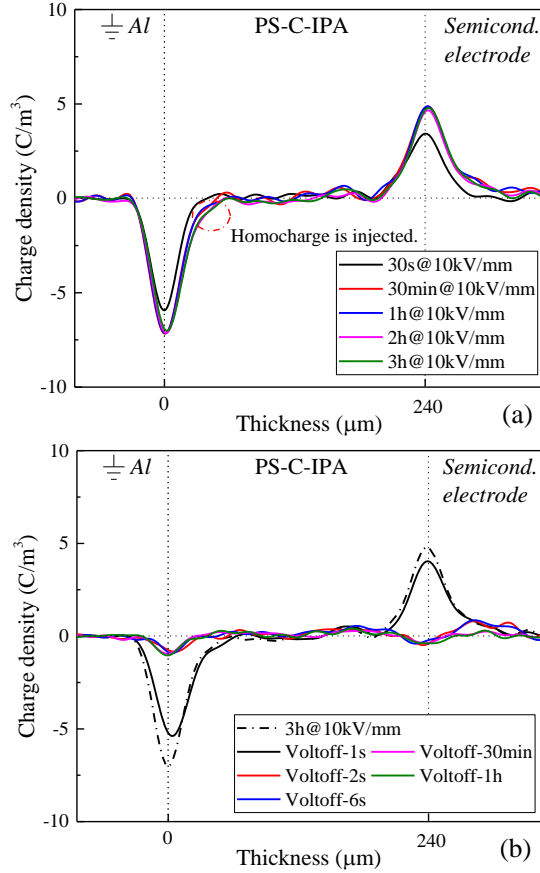 Al
PS-C-IPA
Semicond.
electrode
10
5
0
-5
-10
Charge density (C/m³)
Homocharge is injected.
30s@10kV/mm
30min@10kV/mm
1h@10kV/mm
2h@10kV/mm
3h@10kV/mm
0
240
Thickness (μm)
(a)
Al
PS-C-IPA
Semicond.
electrode
10
5
0
-5
-10
Charge density (C/m³)
3h@10kV/mm
Voltoff-1s
Voltoff-30min
Voltoff-2s
Voltoff-1h
Voltoff-6s
0
240
Thickness (μm)
(b)